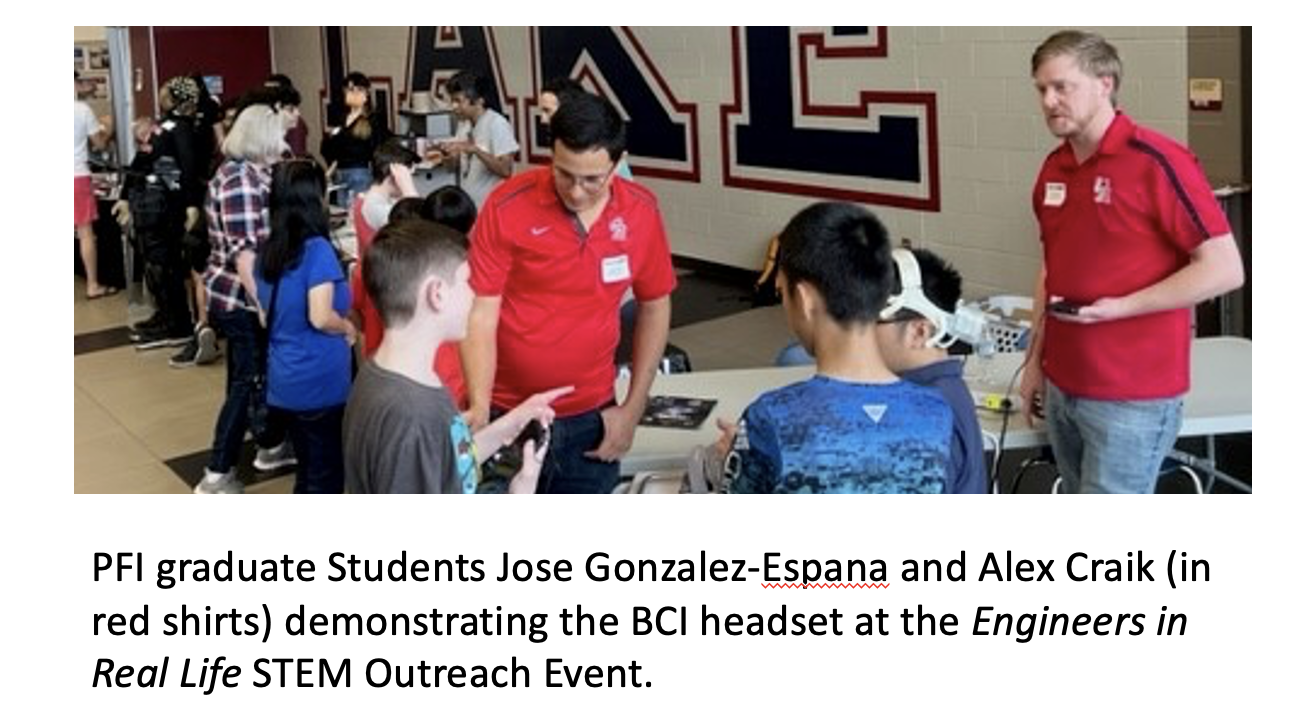 LAKE
PFI graduate Students Jose Gonzalez-Espana and Alex Craik (in
red shirts) demonstrating the BCI headset at the Engineers in
Real Life STEM Outreach Event.